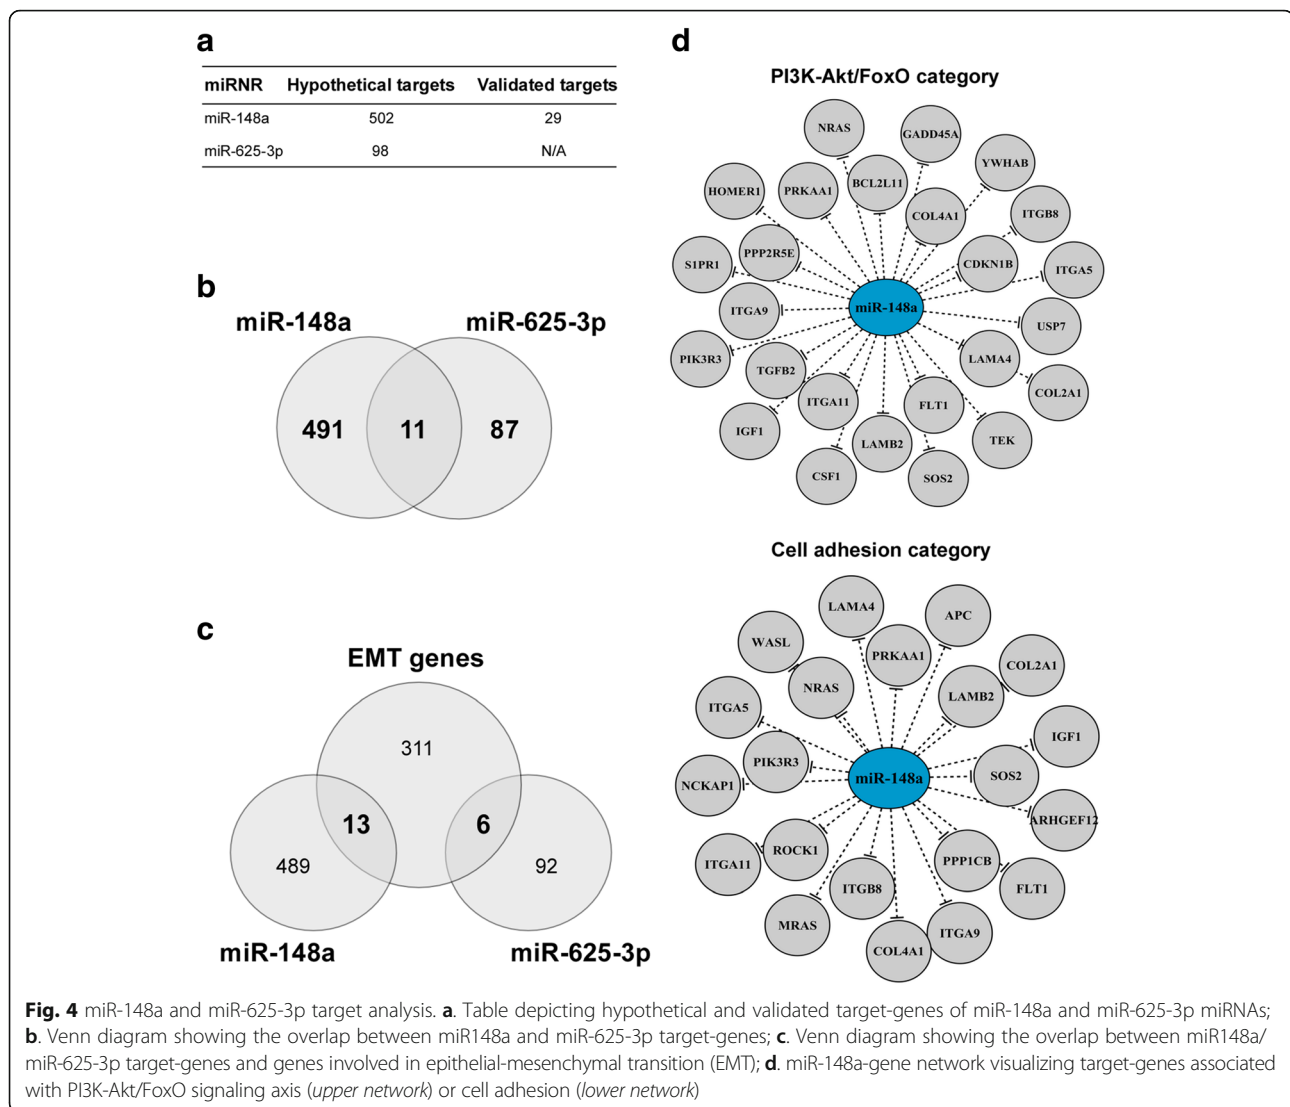 a
miRNR Hypothetical targets Validated targets
miR-148a 502 29
miR-625-3p 98 N/A
b
miR-148a miR-625-3p
491 11 87
c
EMT genes
311
13 6
489 92
miR-148a miR-625-3p
d
PI3K-Akt/FoxO category
NRAS
GADD45A
YWHAB
HOMER1
PRKAA1
BCL2L11
COL4A1
ITGB8
S1PR1
PPP2R5E
CDKN1B
ITGA5
ITGA9
miR-148a
USP7
PIK3R3
TGFB2
LAMA4
COL2A1
ITGA11
FLT1
IGF1
LAMB2
TEK
CSF1
SOS2
Cell adhesion category
LAMA4
APC
WASL
PRKAA1
COL2A1
NRAS
LAMB2
ITGA5
IGF1
PIK3R3
miR-148a
SOS2
NCKAP1
ARHGEF12
ITGA11
ROCK1
PPP1CB
ITGB8
FLT1
MRAS
ITGA9
COL4A1
Fig. 4 miR-148a and miR-625-3p target analysis. a. Table depicting hypothetical and validated target-genes of miR-148a and miR-625-3p miRNAs;
b. Venn diagram showing the overlap between miR148a and miR-625-3p target-genes; c. Venn diagram showing the overlap between miR148a/
miR-625-3p target-genes and genes involved in epithelial-mesenchymal transition (EMT); d. miR-148a-gene network visualizing target-genes associated
with PI3K-Akt/FoxO signaling axis (upper network) or cell adhesion (lower network)